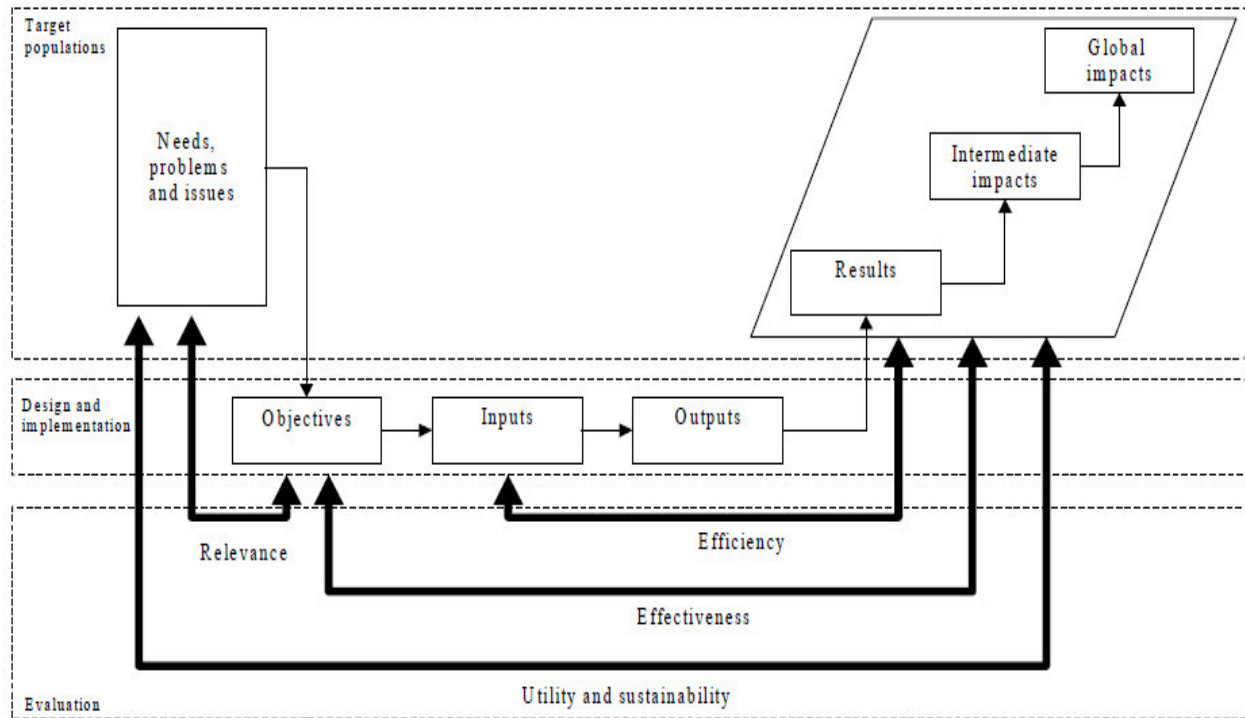 Target
populations
Needs,
problems
and issues
Global
impacts
Intermediate
impacts
Results
Design and
implementation
Objectives
Inputs
Outputs
Relevance
Efficiency
Effectiveness
Utility and sustainability
Evaluation